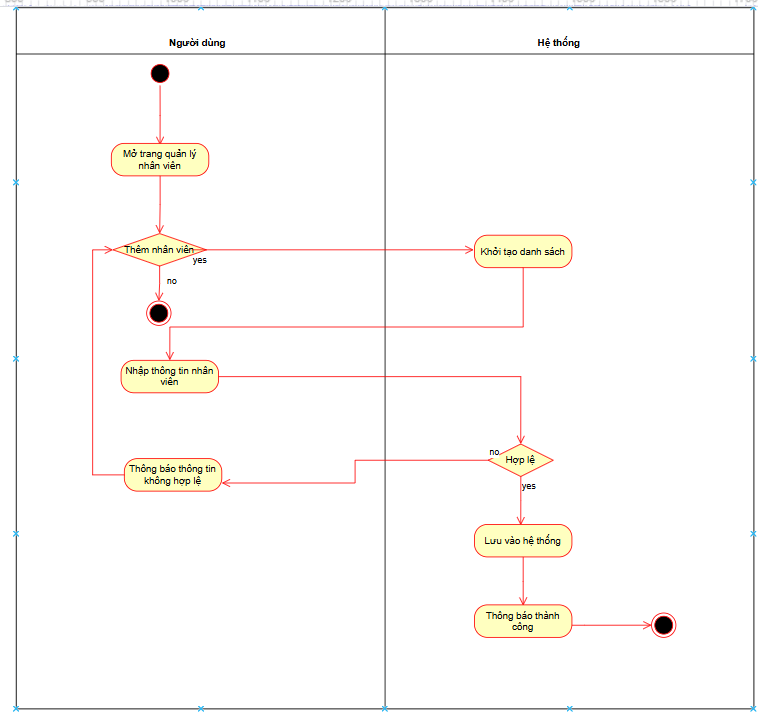 Người dùng
Hệ thống
Mở trang quản lý
nhân viên
Thêm nhân viên
yes
Khởi tạo danh sách
no
Nhập thông tin nhân
viên
no
Hợp lệ
Thông báo thông tin
không hợp lệ
yes
Lưu vào hệ thống
Thông báo thành
công